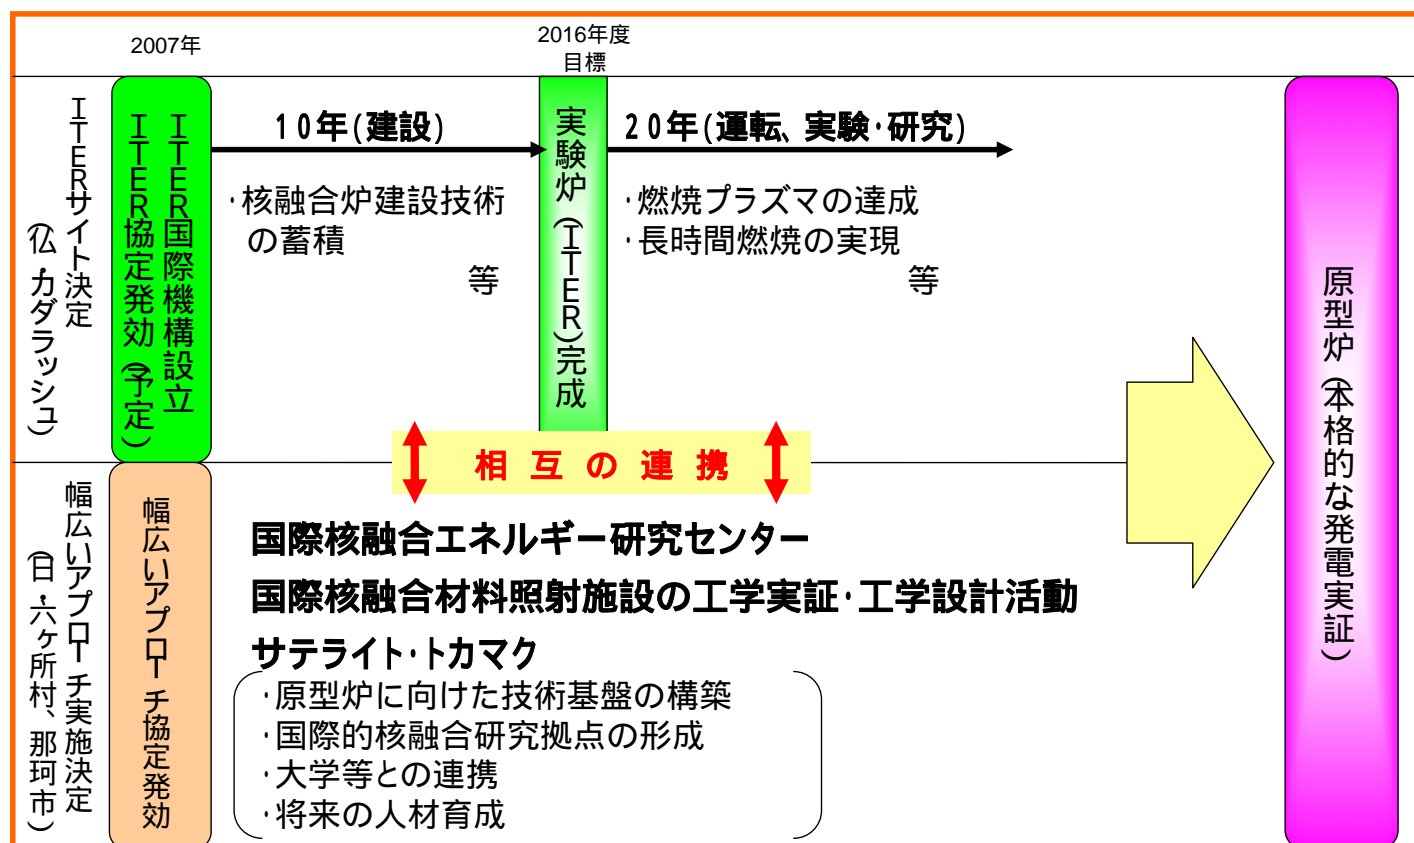 2007年
2016年度
目標
ITERサイト決定
(仏・カダラッシュ)
ITER国際機構設立
ITER協定発効(予定)
10年(建設)
・核融合炉建設技術
の蓄積
等
実験炉(ITER)完成
20年(運転、実験・研究)
・燃焼プラズマの達成
・長時間燃焼の実現
等
原型炉(本格的な発電実証)
相互の連携
幅広いアプローチ実施決定
(日・六ヶ所村、那珂市)
幅広いアプローチ協定発効
国際核融合エネルギー研究センター
国際核融合材料照射施設の工学実証・工学設計活動
サテライト・トカマク
・原型炉に向けた技術基盤の構築
・国際的核融合研究拠点の形成
・大学等との連携
・将来の人材育成